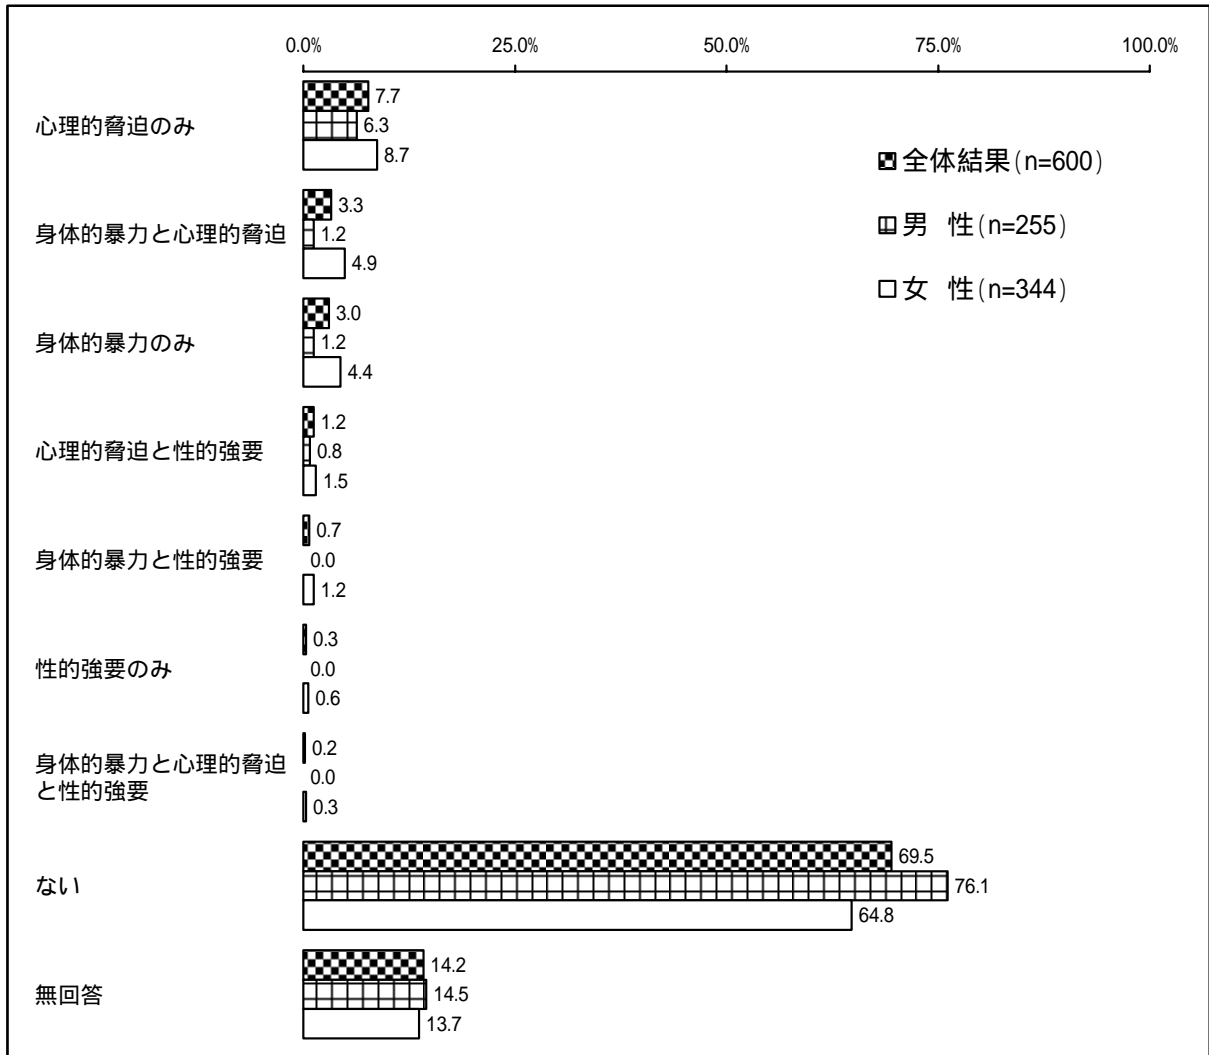 0.0% 25.0% 50.0% 75.0% 100.0%
心理的脅迫のみ
7.7
6.3
8.7
全体結果(n=600)
男 性(n=255)
女 性(n=344)
身体的暴力と心理的脅迫
3.3
1.2
4.9
身体的暴力のみ
3.0
1.2
4.4
心理的脅迫と性的強要
1.2
0.8
1.5
身体的暴力と性的強要
0.7
0.0
1.2
性的強要のみ
0.3
0.0
0.6
身体的暴力と心理的脅迫
と性的強要
0.2
0.0
0.3
ない
69.5
76.1
64.8
無回答
14.2
14.5
13.7